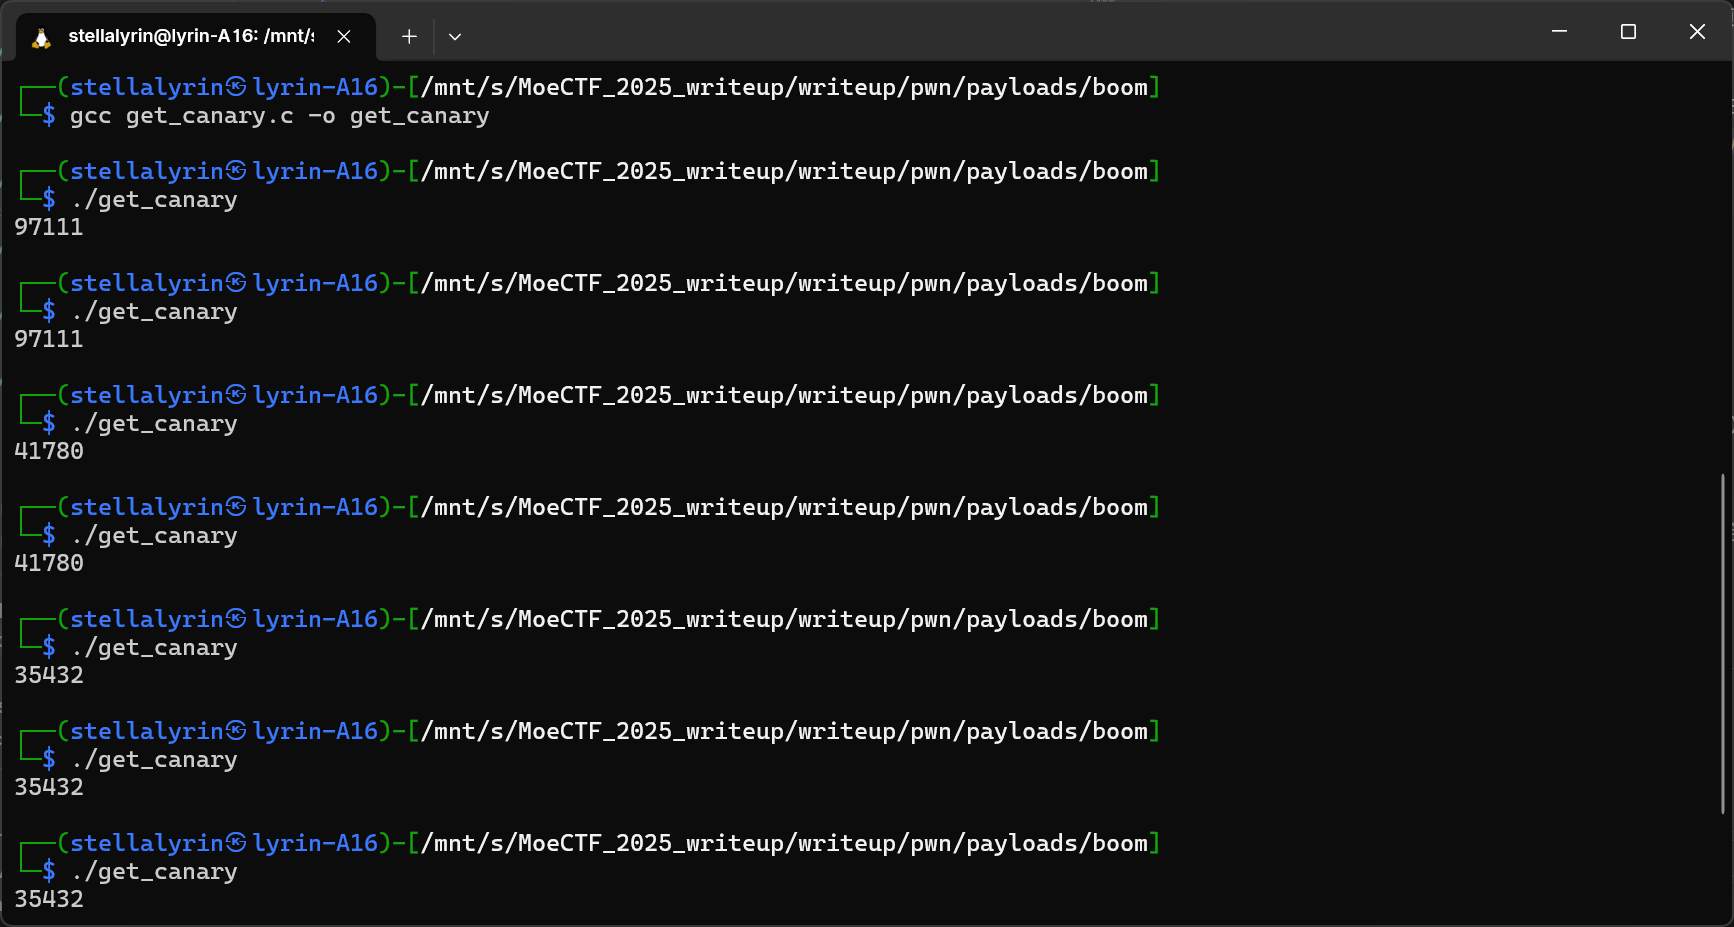 stellalyrin@lyrin-A16: /mnt/s
┌──(stellalyrin㉿lyrin-A16)-[/mnt/s/MoeCTF_2025_writeup/writeup/pwn/payloads/boom]
└─$ gcc get_canary.c -o get_canary
┌──(stellalyrin㉿lyrin-A16)-[/mnt/s/MoeCTF_2025_writeup/writeup/pwn/payloads/boom]
└─$ ./get_canary
97111
┌──(stellalyrin㉿lyrin-A16)-[/mnt/s/MoeCTF_2025_writeup/writeup/pwn/payloads/boom]
└─$ ./get_canary
97111
┌──(stellalyrin㉿lyrin-A16)-[/mnt/s/MoeCTF_2025_writeup/writeup/pwn/payloads/boom]
└─$ ./get_canary
41780
┌──(stellalyrin㉿lyrin-A16)-[/mnt/s/MoeCTF_2025_writeup/writeup/pwn/payloads/boom]
└─$ ./get_canary
41780
┌──(stellalyrin㉿lyrin-A16)-[/mnt/s/MoeCTF_2025_writeup/writeup/pwn/payloads/boom]
└─$ ./get_canary
35432
┌──(stellalyrin㉿lyrin-A16)-[/mnt/s/MoeCTF_2025_writeup/writeup/pwn/payloads/boom]
└─$ ./get_canary
35432
┌──(stellalyrin㉿lyrin-A16)-[/mnt/s/MoeCTF_2025_writeup/writeup/pwn/payloads/boom]
└─$ ./get_canary
35432